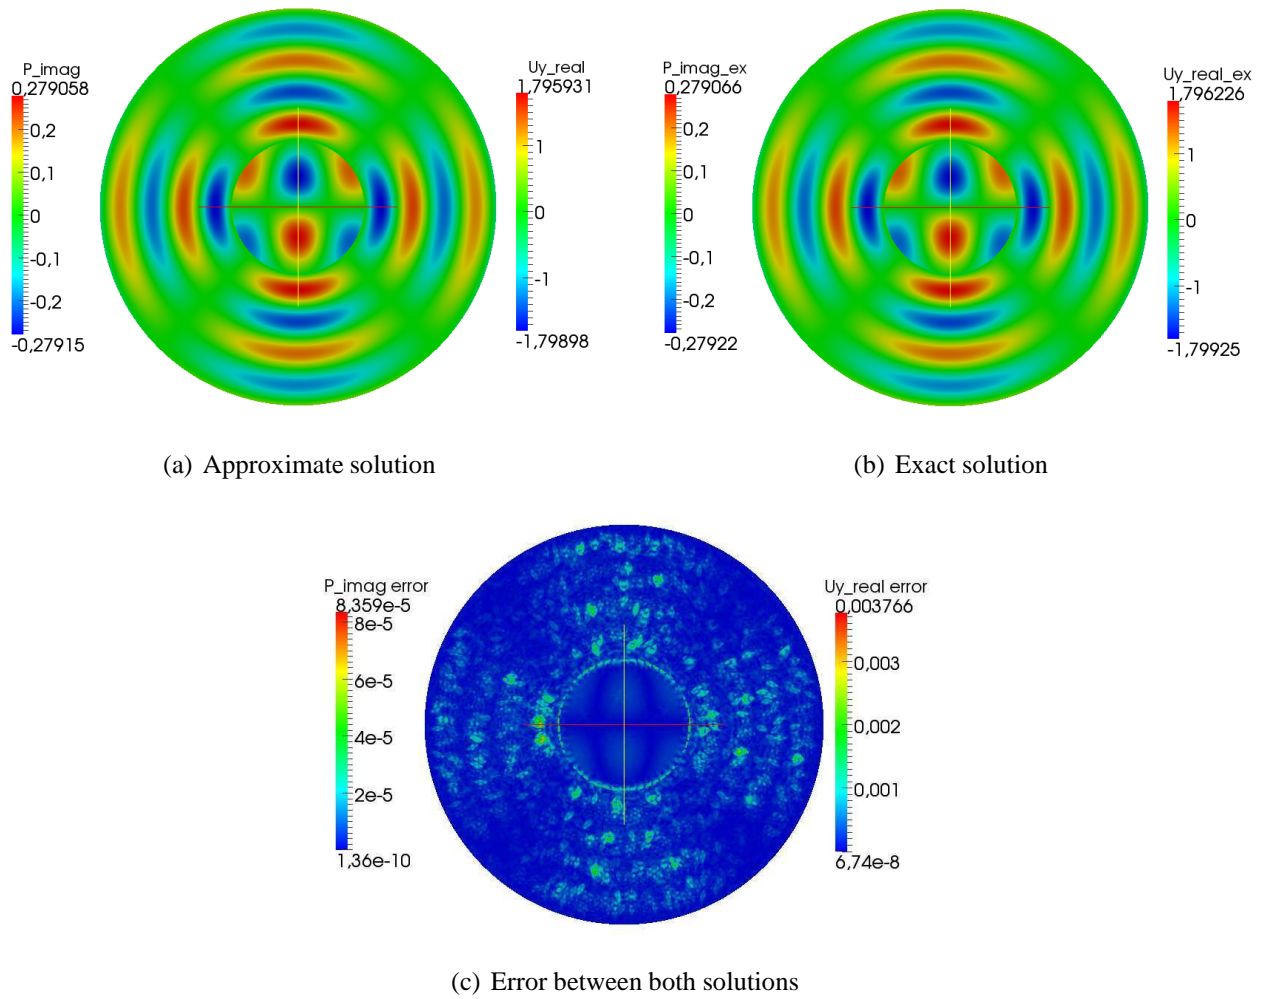 P_imag
0,279058
0,2
0,1
0
-0,1
-0,2
-0,27915
Uy_real
1,795931
1
0
-1
-1,79898
(a) Approximate solution
P_imag_ex
0,279066
0,2
0,1
0
-0,1
-0,2
-0,27922
Uy_real_ex
1,796226
1
0
-1
-1,79925
(b) Exact solution
P_imag error
8,359e-5
8e-5
6e-5
4e-5
2e-5
1,36e-10
Uy_real error
0,003766
0,003
0,002
0,001
6,74e-8
(c) Error between both solutions